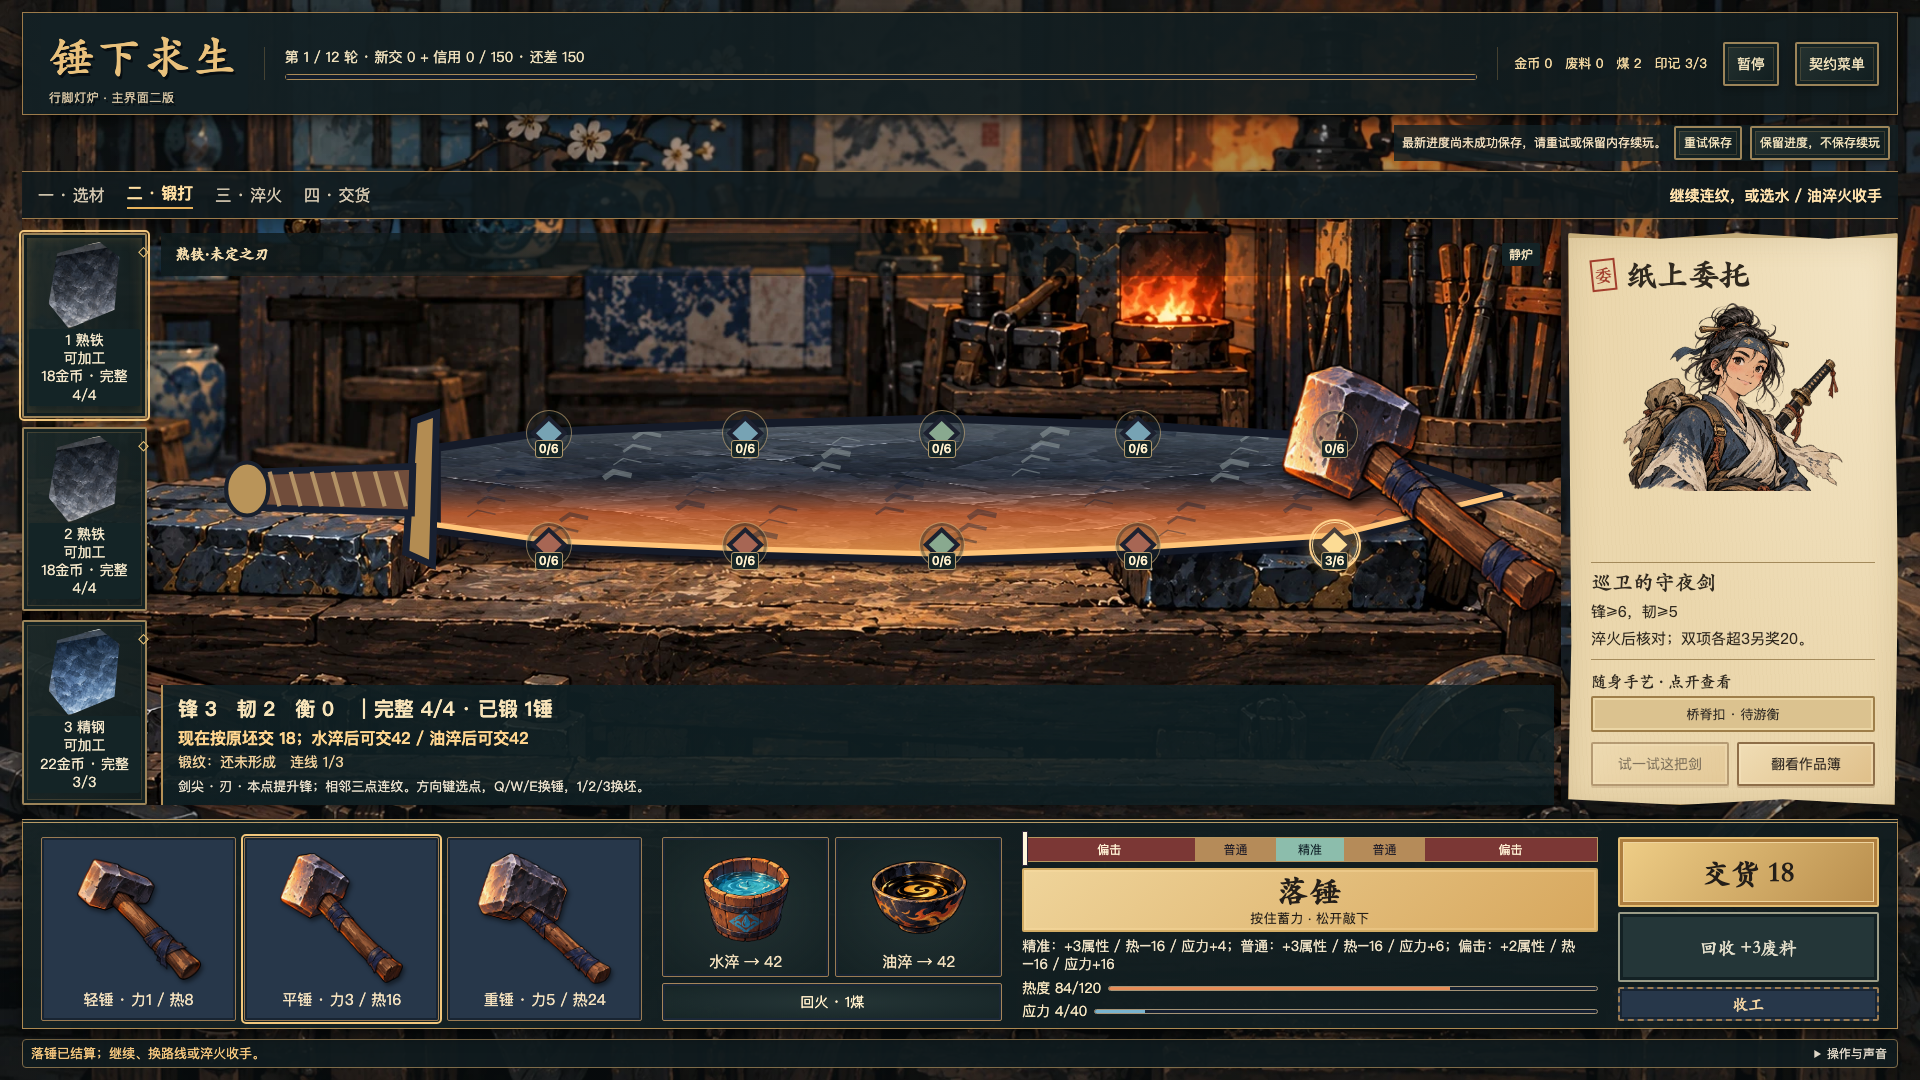 锤下求生
行脚灯炉 · 主界面二版
第 1 / 12 轮 · 新交 0 + 信用 0 / 150 · 还差 150
金币 0 废料 0 煤 2 印记 3/3
暂停
契约菜单
最新进度尚未成功保存，请重试或保留内存续玩。
重试保存
保留进度，不保存续玩
一 · 选材 二 · 锻打 三 · 淬火 四 · 交货
继续连纹，或选水 / 油淬火收手
1 熟铁
可加工
18金币 · 完整
4/4
2 熟铁
可加工
18金币 · 完整
4/4
3 精钢
可加工
22金币 · 完整
3/3
熟铁·未定之刃
静炉
0/6
0/6
0/6
0/6
0/6
0/6
0/6
0/6
0/6
3/6
锋 3 韧 2 衡 0 ｜完整 4/4 · 已锻 1锤
现在按原坯交 18；水淬后可交42 / 油淬后可交42
锻纹：还未形成 连线 1/3
剑尖 · 刃 · 本点提升锋；相邻三点连纹。方向键选点，Q/W/E换锤，1/2/3换坯。
委
纸上委托
巡卫的守夜剑
锋≥6，韧≥5
淬火后核对；双项各超3另奖20。
随身手艺 · 点开查看
桥脊扣 · 待游衡
试一试这把剑
翻看作品簿
轻锤 · 力1 / 热8
平锤 · 力3 / 热16
重锤 · 力5 / 热24
水淬 → 42
油淬 → 42
回火 · 1煤
偏击 普通 精准 普通 偏击
落锤
按住蓄力 · 松开敲下
精准：+3属性 / 热−16 / 应力+4；普通：+3属性 / 热−16 / 应力+6；偏击：+2属性 / 热
−16 / 应力+16
热度 84/120
应力 4/40
交货 18
回收 +3废料
收工
落锤已结算；继续、换路线或淬火收手。
▶ 操作与声音